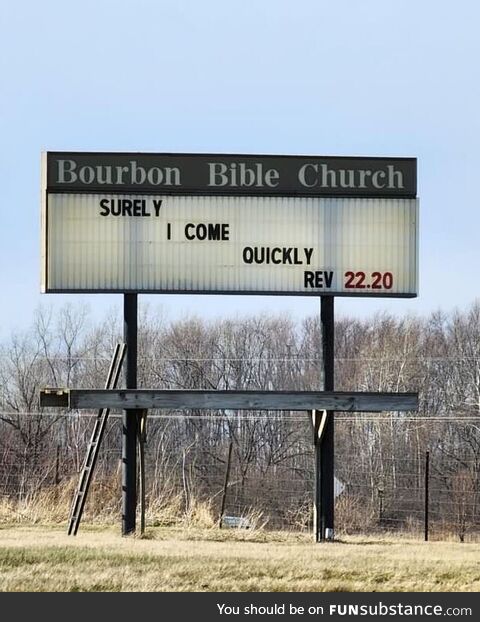 Bourbon Bible Church
SURELY
I COME
QUICKLY
REV 22.20
You should be on FUNsubstance.com